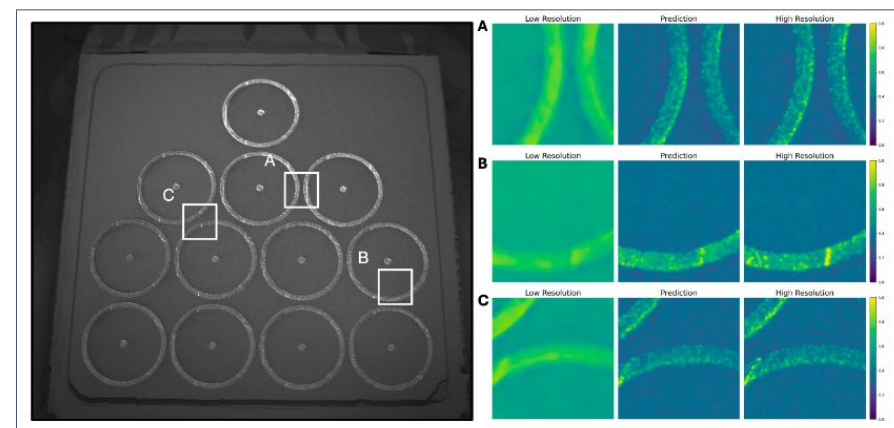 A
C
B
A
Low Resolution
Prediction
High Resolution
B
Low Resolution
Prediction
High Resolution
C
Low Resolution
Prediction
High Resolution